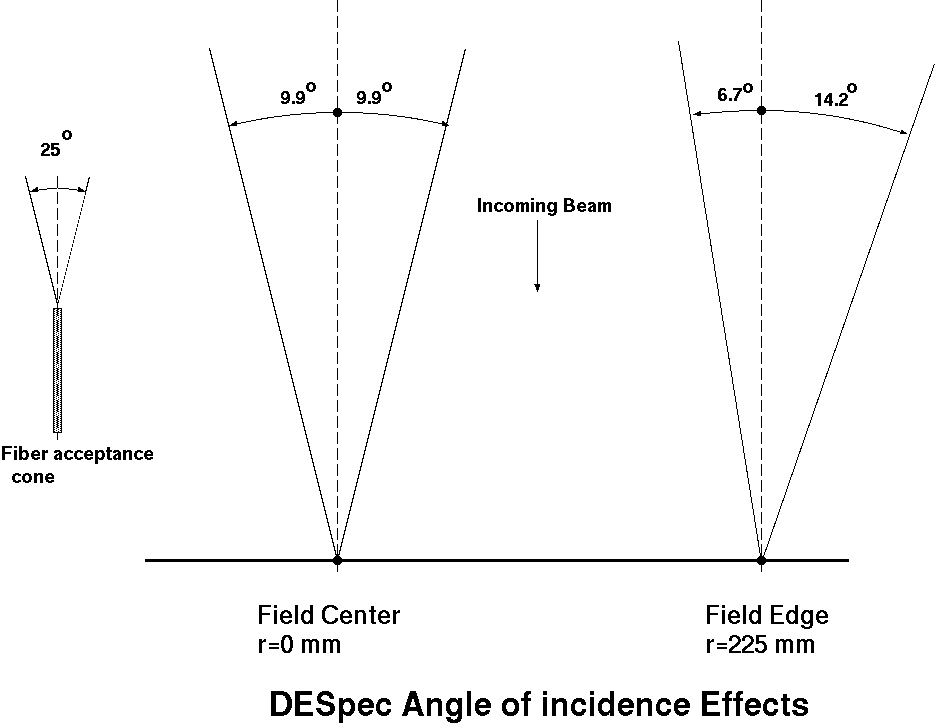 9.9° 9.9°
6.7° 14.2°
25°
Incoming Beam
Fiber acceptance
cone
Field Center
r=0 mm
Field Edge
r=225 mm
DESpec Angle of incidence Effects